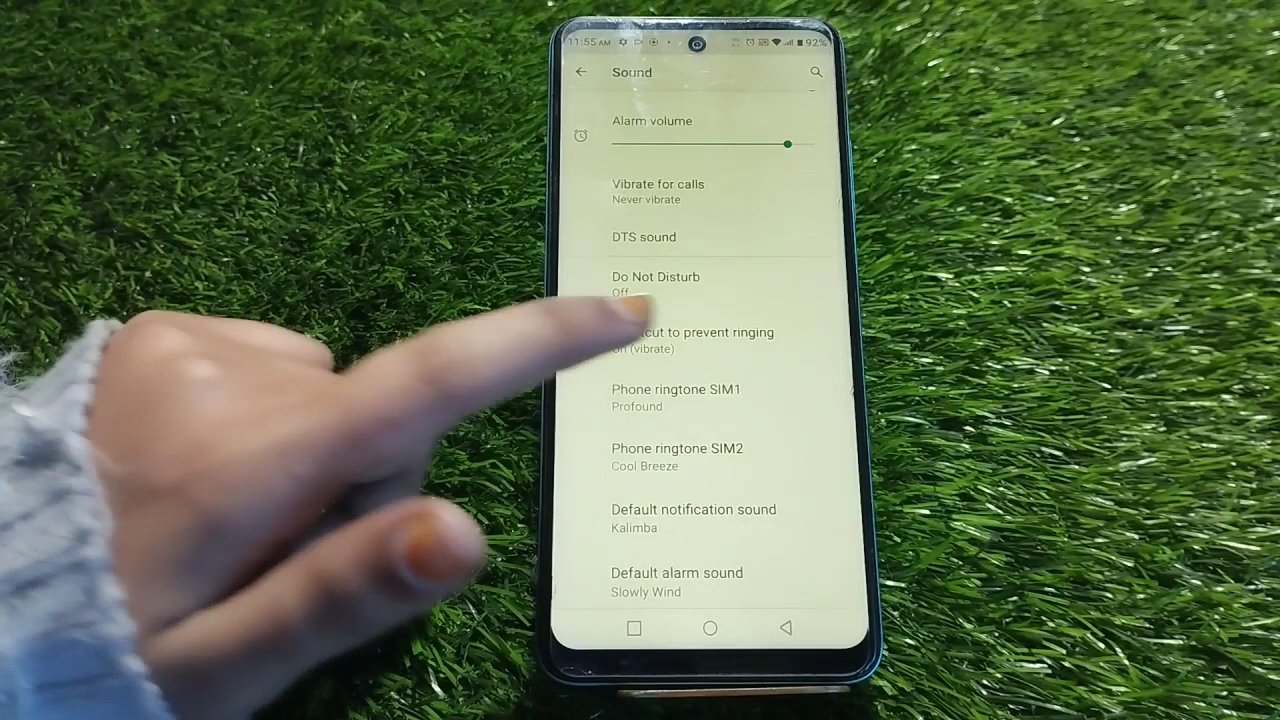 11:55 AM
92%
Sound
Alarm volume
Vibrate for calls
Never vibrate
DTS sound
Do Not Disturb
Off
cut to prevent ringing
On (vibrate)
Phone ringtone SIM1
Profound
Phone ringtone SIM2
Cool Breeze
Default notification sound
Kalimba
Default alarm sound
Slowly Wind